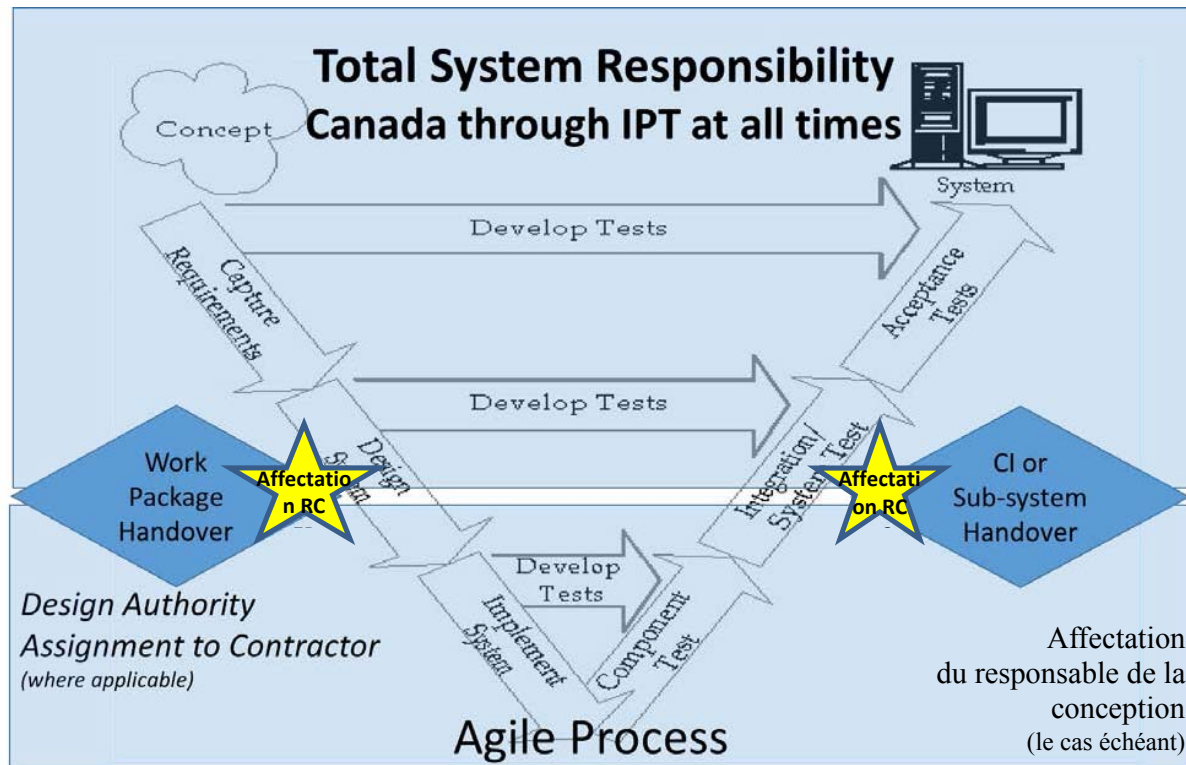 Total System Responsibility
Canada through IPT at all times
Concept
System
Develop Tests
Capture
Requirements
Acceptance
Tests
Develop Tests
Design
Integration/
System Test
Work
Package
Handover
Affectatio
n RC
Affectati
on RC
CI or
Sub-system
Handover
Develop
Tests
Implement
System
Component
Test
Design Authority
Assignment to Contractor
(where applicable)
Affectation
du responsable de la
conception
(le cas échéant)
Agile Process